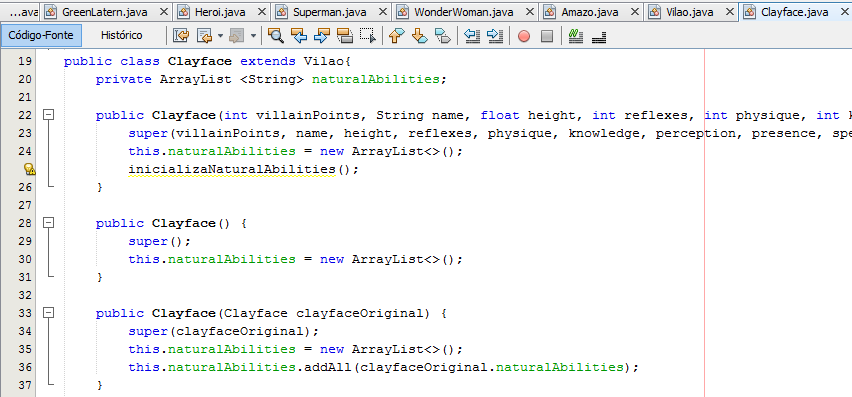 ...ava GreenLatern.java Heroi.java Superman.java WonderWoman.java Amazo.java Vilao.java Clayface.java
Código-Fonte Histórico
19 public class Clayface extends Vilao{
20 private ArrayList <String> naturalAbilities;
21
22 public Clayface(int villainPoints, String name, float height, int reflexes, int physique, int k
23 super(villainPoints, name, height, reflexes, physique, knowledge, perception, presence, spe
24 this.naturalAbilities = new ArrayList<>();
inicializaNaturalAbilities();
26 }
27
28 public Clayface() {
29 super();
30 this.naturalAbilities = new ArrayList<>();
31 }
32
33 public Clayface(Clayface clayfaceOriginal) {
34 super(clayfaceOriginal);
35 this.naturalAbilities = new ArrayList<>();
36 this.naturalAbilities.addAll(clayfaceOriginal.naturalAbilities);
37 }